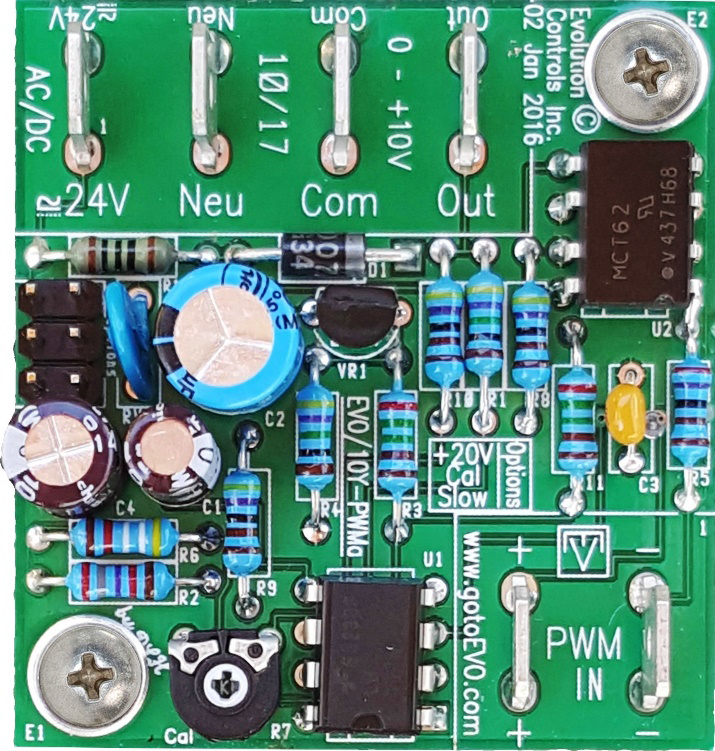 24V
Neu
Com
Out
AC/DC
1
10/17
0 - +10V
Evolution ©
Controls Inc.
02 Jan 2016
E2
24V
Neu
Com
Out
MCT62
V437H68
U2
D1
VR1
C2
R10
R1
R8
EVO/10Y-PWMa
+20V
Cal
Slow
Options
R4
R3
C3
R5
C4
C1
R6
R2
R9
U1
1
www.gotoEVO.com
+
−
PWM
IN
+
−
E1
Cal
R7